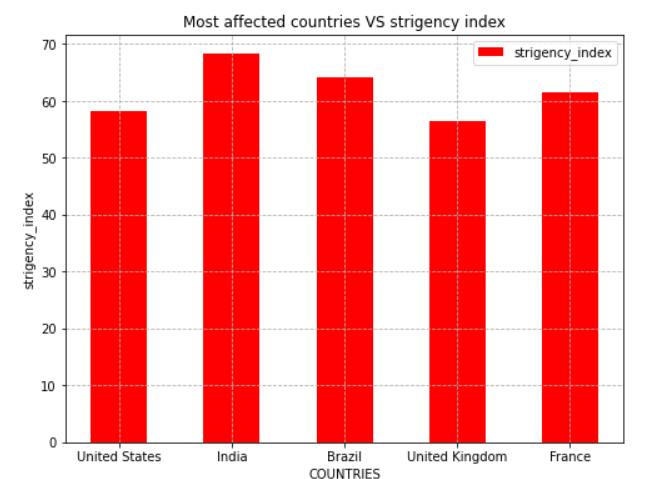 Most affected countries VS strigency index
strigency_index
70
60
50
40
30
20
10
0
strigency_index
United States India Brazil United Kingdom France
COUNTRIES